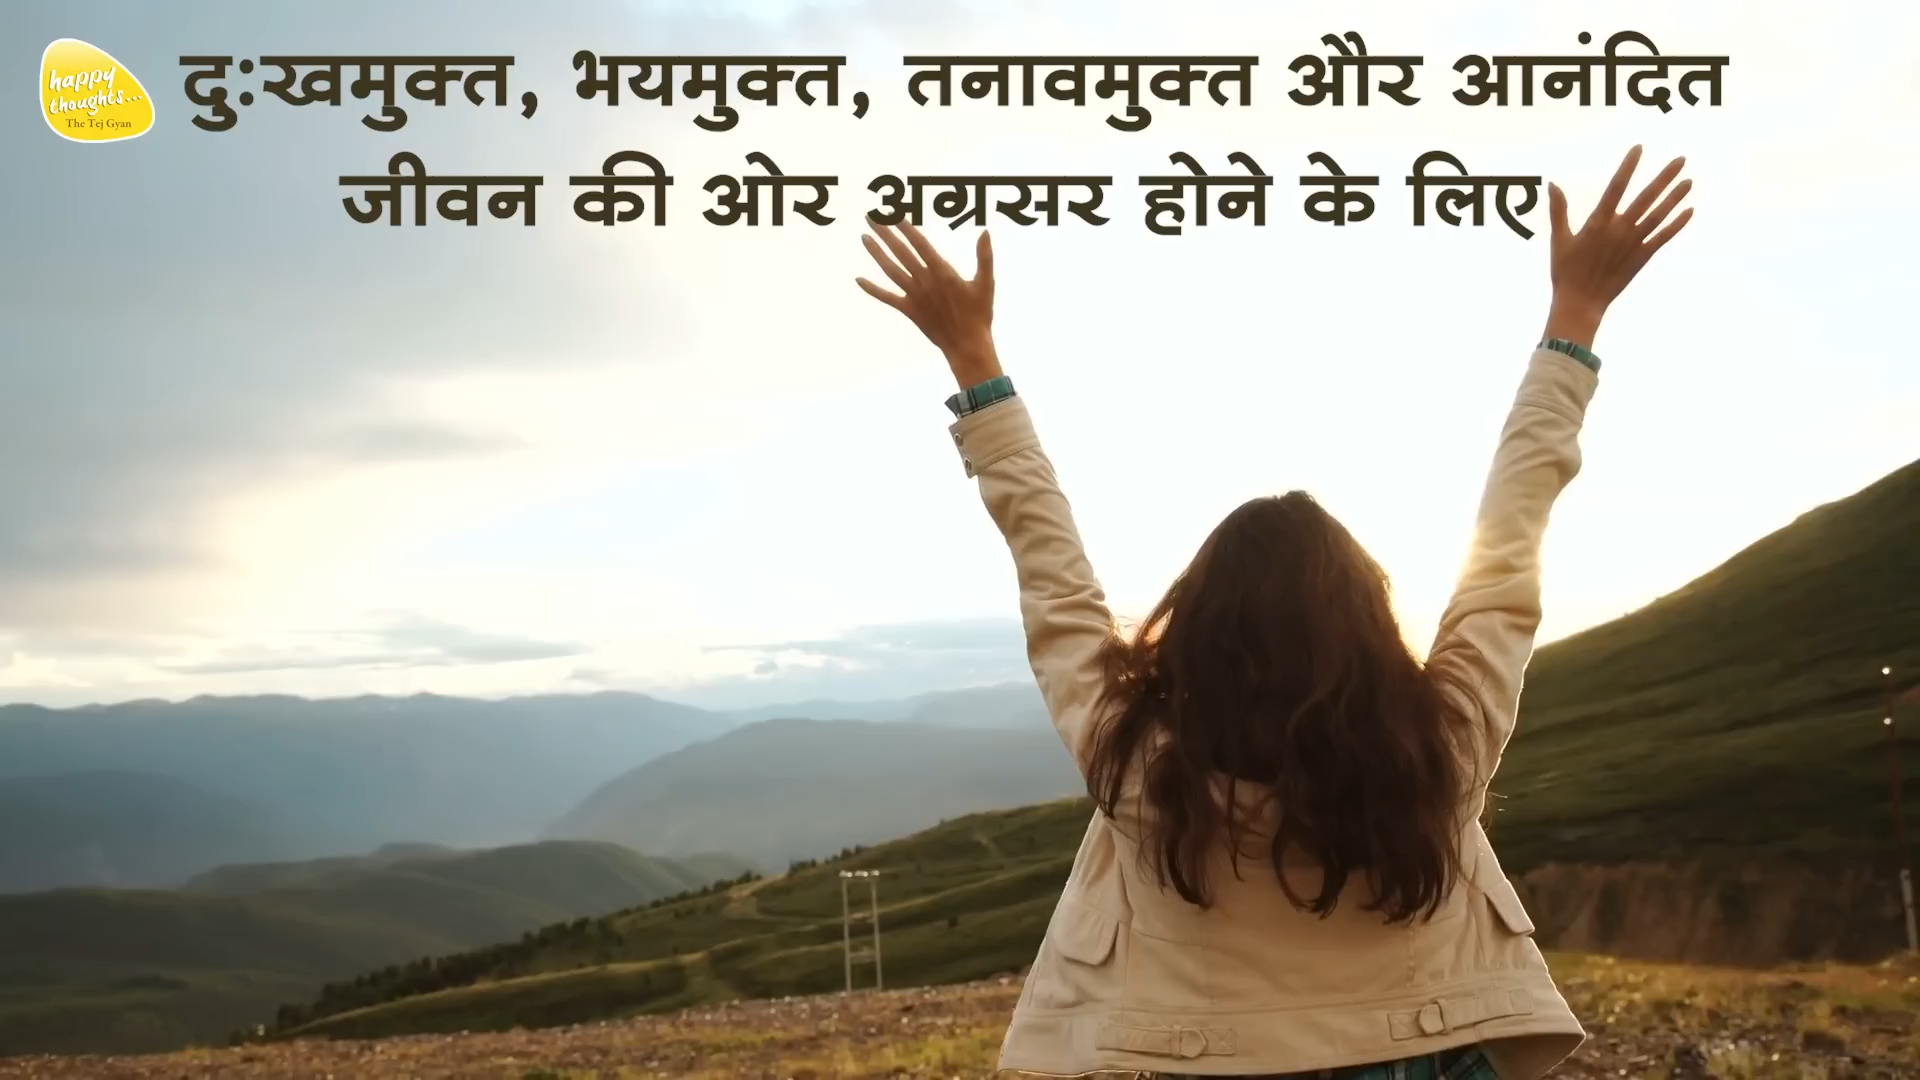 happy
thoughts...
The Tej Gyan
दुःखमुक्त, भयमुक्त, तनावमुक्त और आनंदित
जीवन की ओर अग्रसर होने के लिए